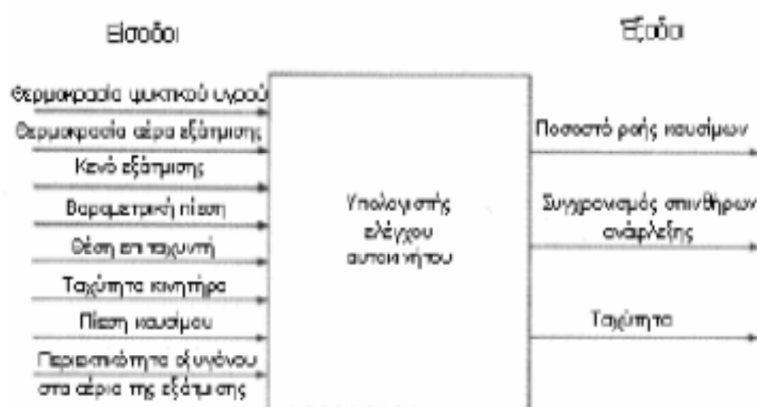 Είσοδοι
Έξοδοι
Θερμοκρασία ψυκτικού υγρού
Θερμοκρασία αέρα εξάτμισης
Κενό εξάτμισης
Βαρομετρική πίεση
Θέση επιταχυντή
Ταχύτητα κινητήρα
Πίεση καυσίμου
Περιεκτικότητα οξυγόνου
στα αέρια της εξάτμισης
Υπολογιστής
ελέγχου
αυτοκινήτου
Ποσοστό ροής καυσίμων
Συγχρονισμός σπινθήρων
ανάφλεξης
Ταχύτητα